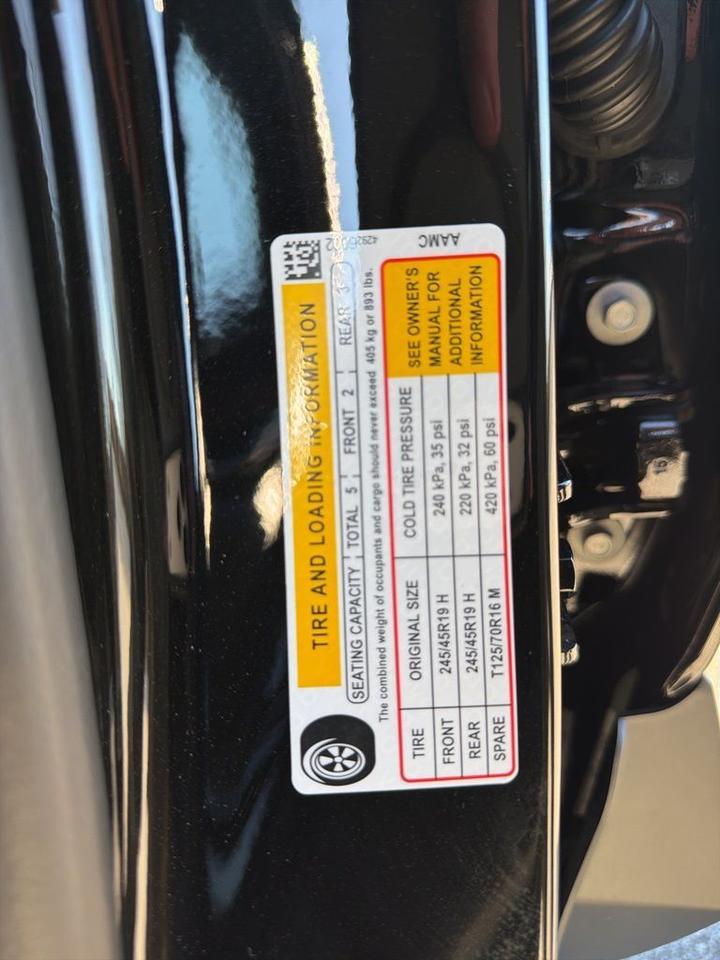 TIRE AND LOADING INFORMATION
SEATING CAPACITY TOTAL 5 FRONT 2 REAR 3
The combined weight of occupants and cargo should never exceed 405 kg or 893 lbs.
TIRE ORIGINAL SIZE COLD TIRE PRESSURE
FRONT 245/45R19 H 240 kPa, 35 psi
REAR 245/45R19 H 220 kPa, 32 psi
SPARE T125/70R16 M 420 kPa, 60 psi
SEE OWNER'S
MANUAL FOR
ADDITIONAL
INFORMATION
AAMC
15